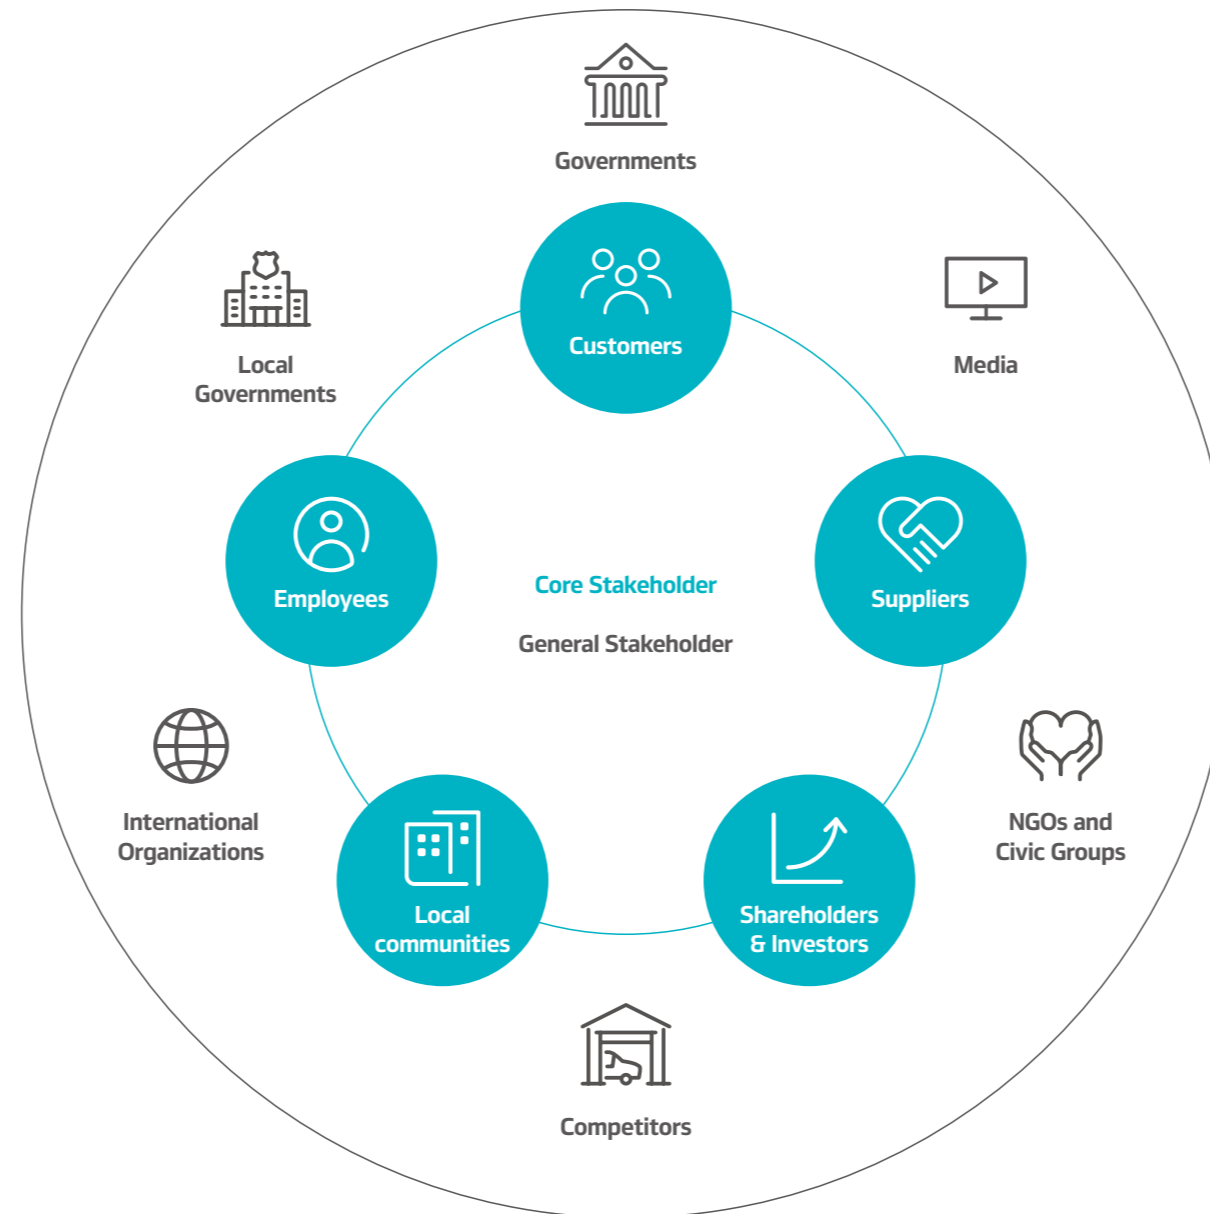 Governments
Customers
Local
Governments
Media
Employees
Suppliers
Core Stakeholder
General Stakeholder
International
Organizations
NGOs and
Civic Groups
Local
communities
Shareholders
& Investors
Competitors